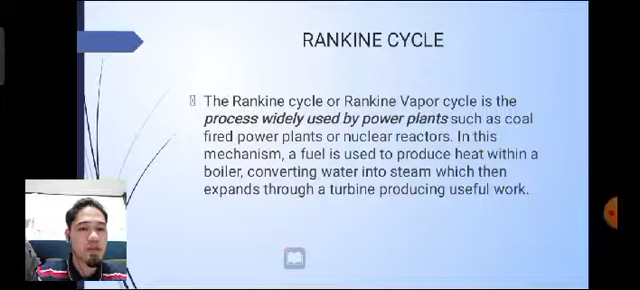 RANKINE CYCLE
The Rankine cycle or Rankine Vapor cycle is the
process widely used by power plants such as coal
fired power plants or nuclear reactors. In this
mechanism, a fuel is used to produce heat within a
boiler, converting water into steam which then
expands through a turbine producing useful work.